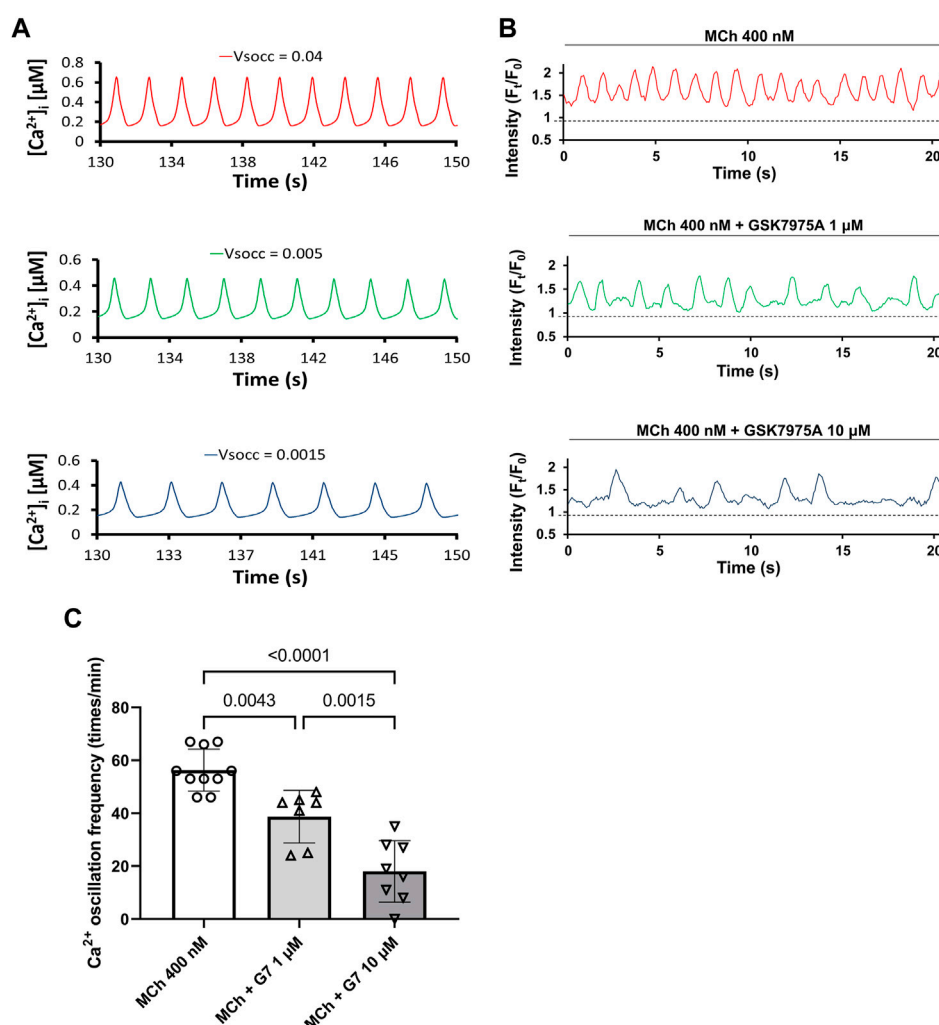 A
Vsocc = 0.04
[Ca²⁺]ᵢ [µM]
0.8
0.6
0.4
0.2
0
130 134 138 142 146 150
Time (s)
Vsocc = 0.005
[Ca²⁺]ᵢ [µM]
0.6
0.4
0.2
0
130 134 138 142 146 150
Time (s)
Vsocc = 0.0015
[Ca²⁺]ᵢ [µM]
0.6
0.4
0.2
0
130 133 137 141 145 150
Time (s)
B
MCh 400 nM
Intensity (Fₜ/F₀)
2
1.5
1
0.5
0 5 10 15 20
Time (s)
MCh 400 nM + GSK7975A 1 µM
Intensity (Fₜ/F₀)
2
1.5
1
0.5
0 5 10 15 20
Time (s)
MCh 400 nM + GSK7975A 10 µM
Intensity (Fₜ/F₀)
2
1.5
1
0.5
0 5 10 15 20
Time (s)
C
<0.0001
0.0043 0.0015
Ca²⁺ oscillation frequency (times/min)
80
60
40
20
0
MCh 400 nM
MCh + G7 1 µM
MCh + G7 10 µM